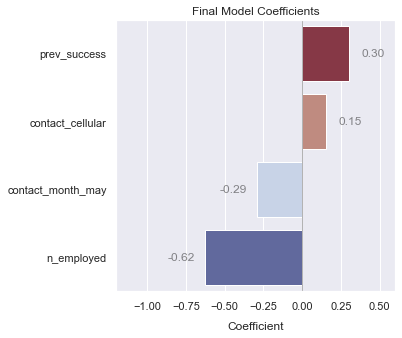 Final Model Coefficients
prev_success
0.30
contact_cellular
0.15
contact_month_may
-0.29
n_employed
-0.62
−1.00 −0.75 −0.50 −0.25 0.00 0.25 0.50
Coefficient